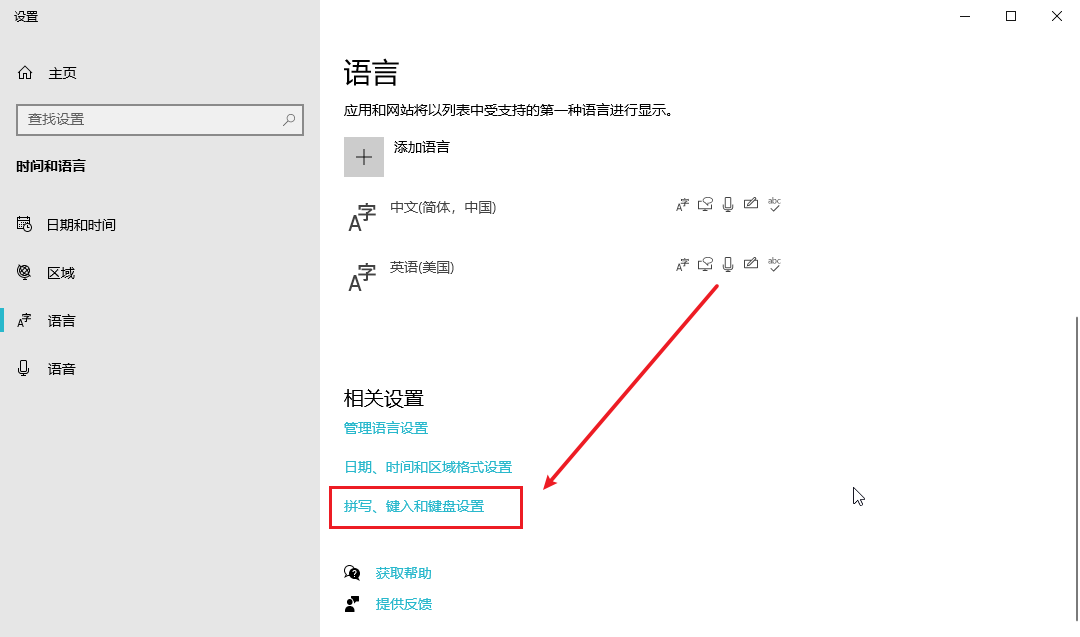 设置
主页
查找设置
时间和语言
日期和时间
区域
语言
语音
语言
应用和网站将以列表中受支持的第一种语言进行显示。
添加语言
中文(简体，中国)
英语(美国)
相关设置
管理语言设置
日期、时间和区域格式设置
拼写、键入和键盘设置
获取帮助
提供反馈